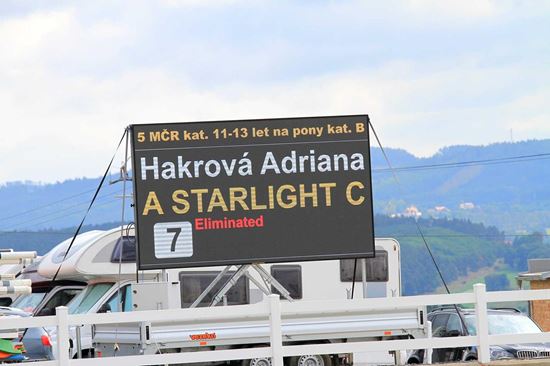 5 MČR kat. 11-13 let na pony kat. B
Hakrová Adriana
A STARLIGHT C
7 Eliminated